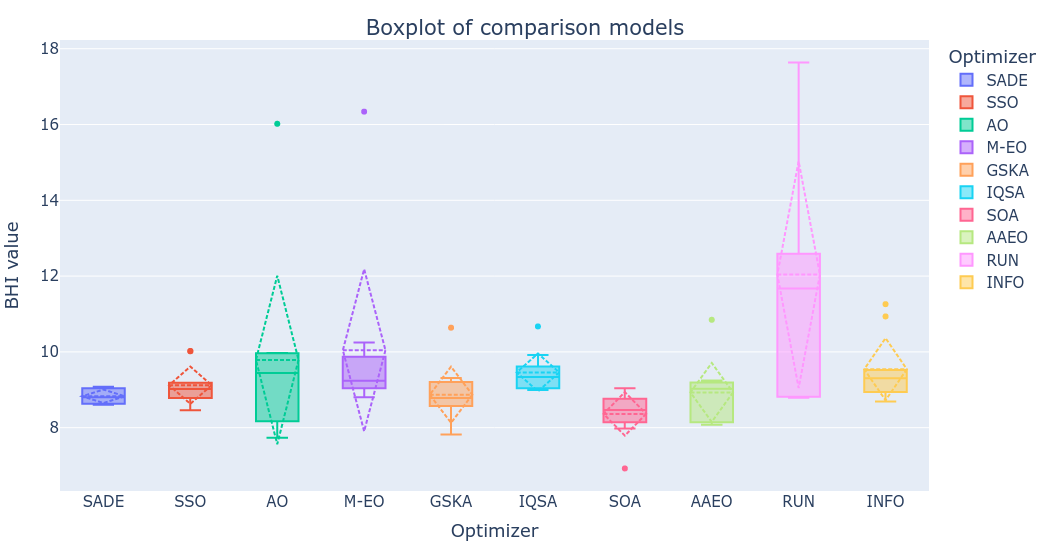 Boxplot of comparison models
18
16
14
12
10
8
BHI value
SADE SSO AO M-EO GSKA IQSA SOA AAEO RUN INFO
Optimizer
Optimizer
SADE
SSO
AO
M-EO
GSKA
IQSA
SOA
AAEO
RUN
INFO